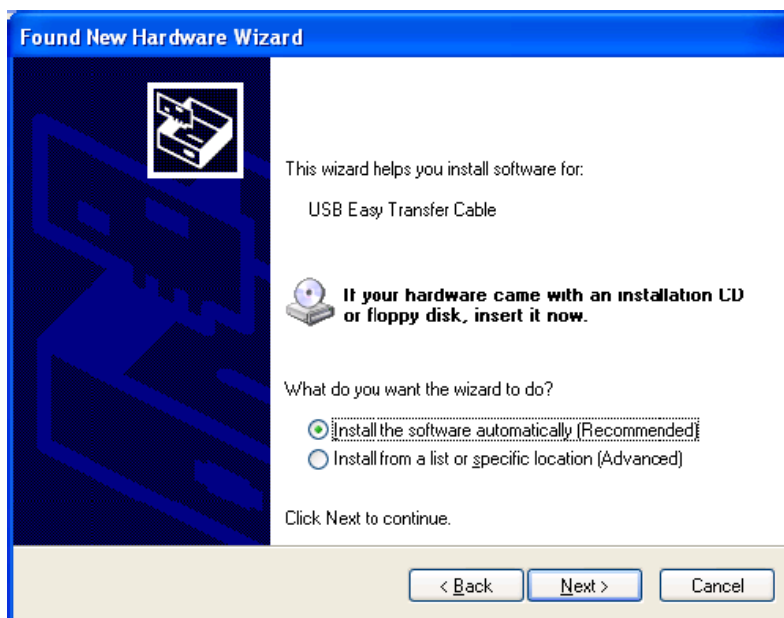 Found New Hardware Wizard
This wizard helps you install software for:
USB Easy Transfer Cable
If your hardware came with an installation CD
or floppy disk, insert it now.
What do you want the wizard to do?
Install the software automatically (Recommended)
Install from a list or specific location (Advanced)
Click Next to continue.
< Back Next > Cancel